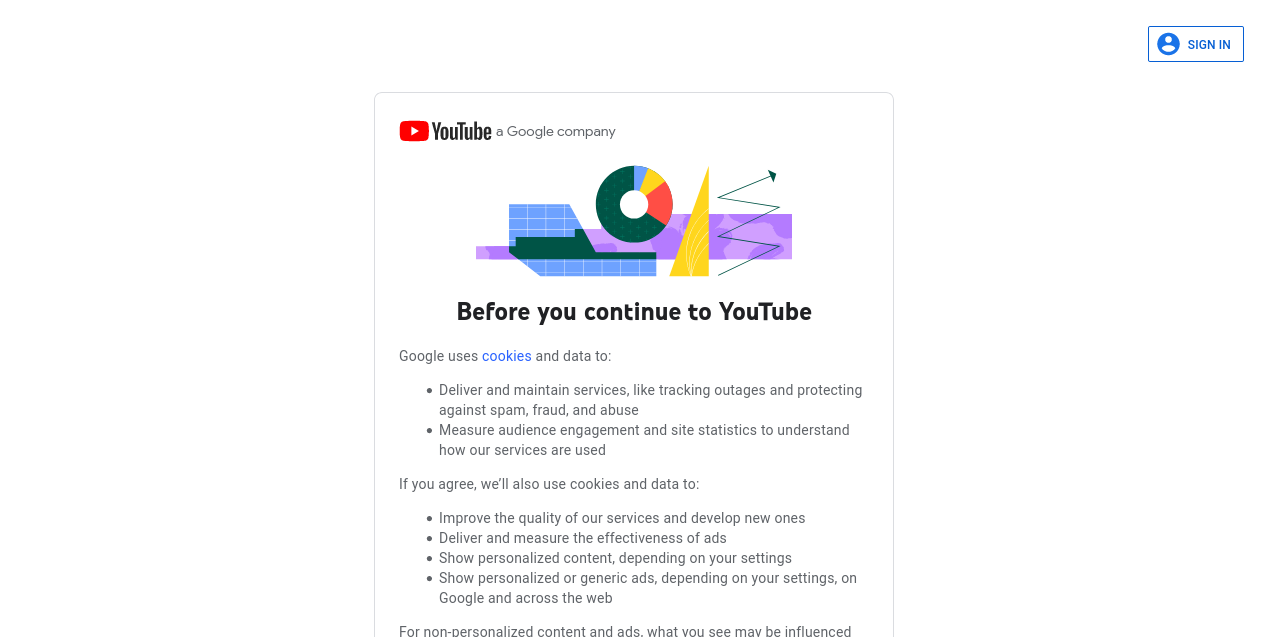 SIGN IN
YouTube a Google company
Before you continue to YouTube
Google uses cookies and data to:
• Deliver and maintain services, like tracking outages and protecting
against spam, fraud, and abuse
• Measure audience engagement and site statistics to understand
how our services are used
If you agree, we’ll also use cookies and data to:
• Improve the quality of our services and develop new ones
• Deliver and measure the effectiveness of ads
• Show personalized content, depending on your settings
• Show personalized or generic ads, depending on your settings, on
Google and across the web
For non-personalized content and ads, what you see may be influenced